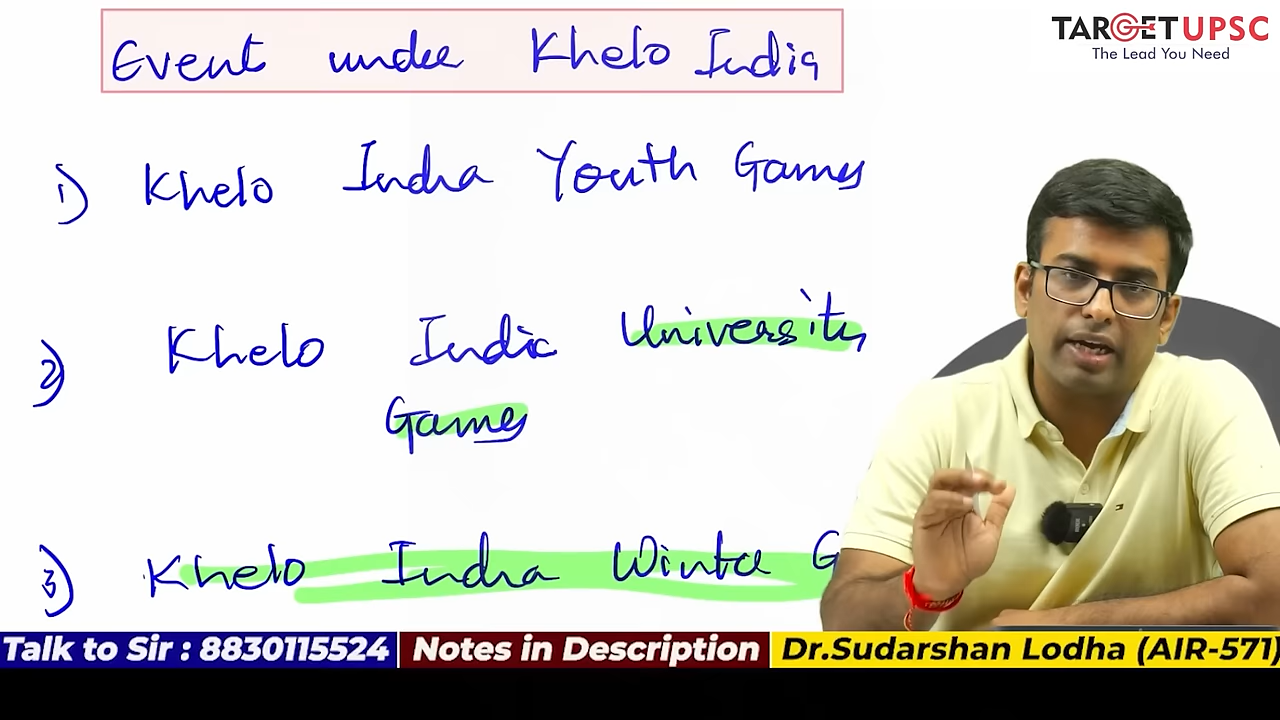 TARGETUPSC
The Lead You Need
Event under Khelo India
1) Khelo India Youth Games
2) Khelo India University
Games
3) Khelo India Winter G
Talk to Sir : 8830115524
Notes in Description
Dr.Sudarshan Lodha (AIR-571)